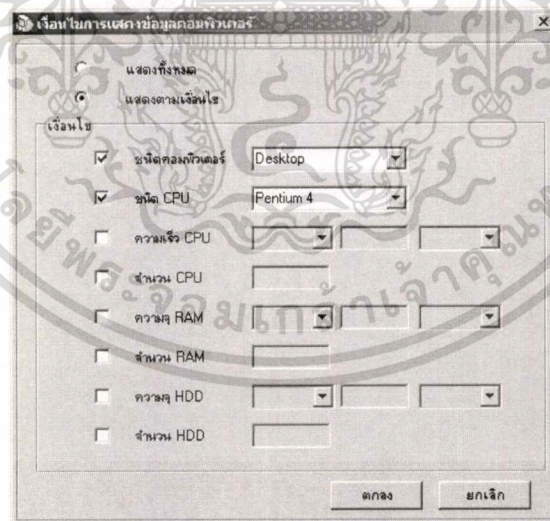 เงื่อนไขการแสดงข้อมูลคอมพิวเตอร์
แสดงทั้งหมด
แสดงตามเงื่อนไข
เงื่อนไข
ชนิดคอมพิวเตอร์ Desktop
ชนิด CPU Pentium 4
ความเร็ว CPU
จำนวน CPU
ความจุ RAM
จำนวน RAM
ความจุ HDD
จำนวน HDD
ตกลง ยกเลิก